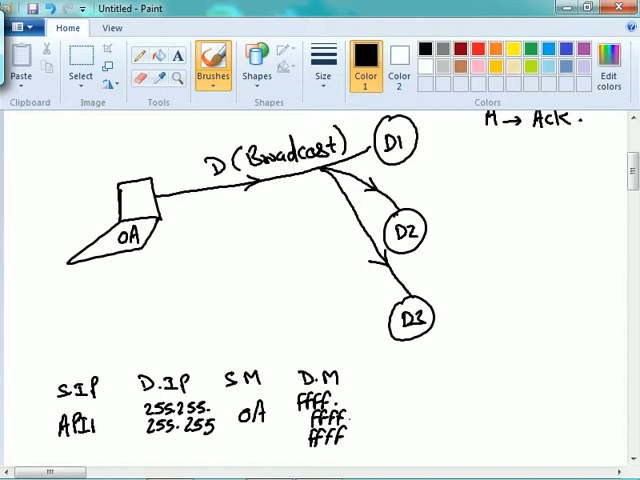 Untitled - Paint
Home
View
Paste
Select
Brushes
Shapes
Size
Color
1
Color
2
Edit
colors
Clipboard
Image
Tools
Shapes
Colors
M → Ack.
D (Broadcast)
D1
OA
D2
D3
S.IP D.IP S M D.M
255.255. ffff.
OA ffff.
255.255 ffff